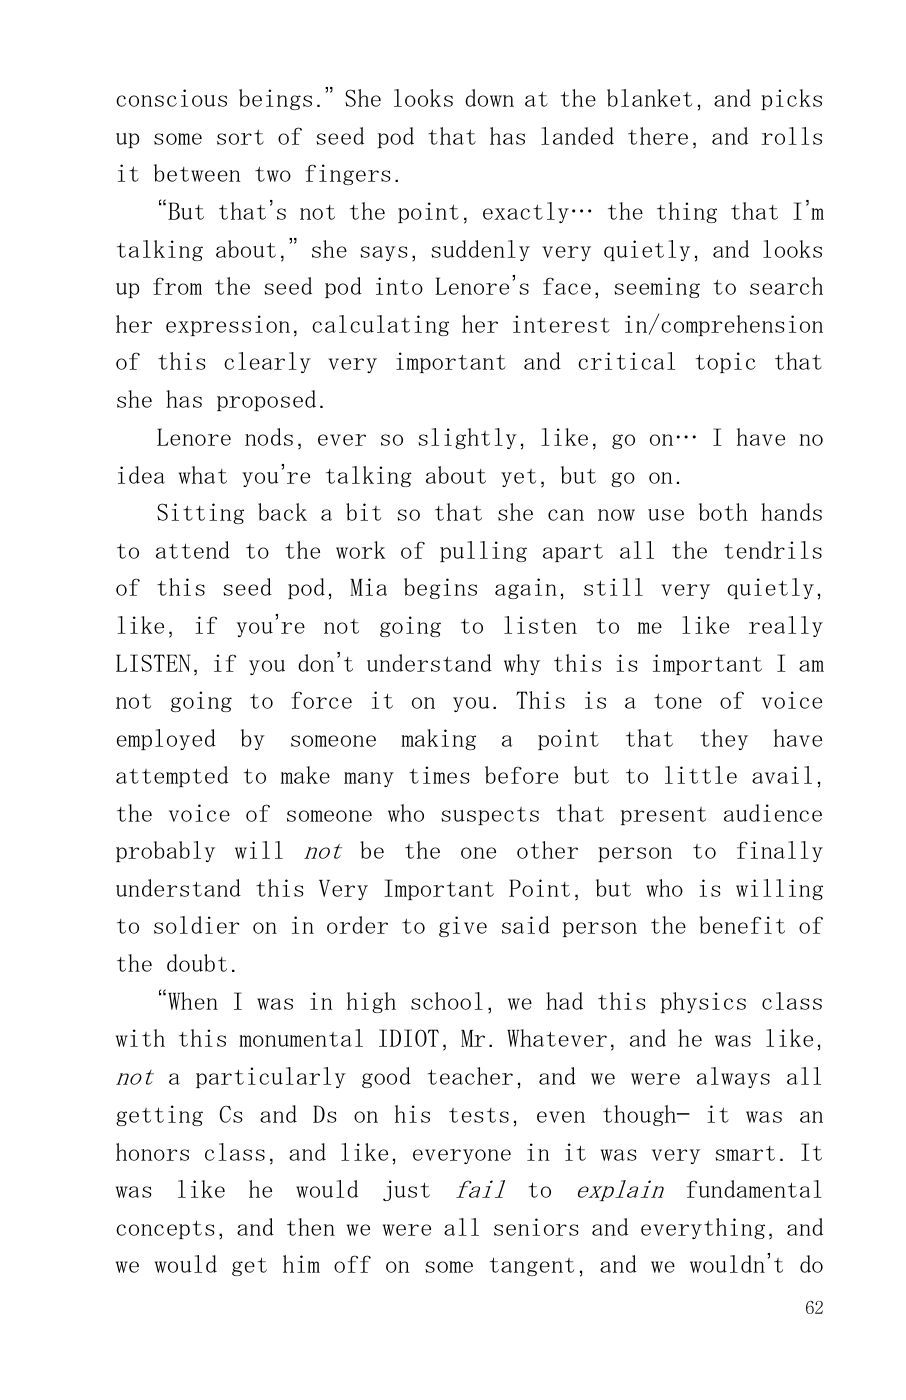 conscious beings.” She looks down at the blanket, and picks
up some sort of seed pod that has landed there, and rolls
it between two fingers.
“But that’s not the point, exactly… the thing that I’m
talking about,” she says, suddenly very quietly, and looks
up from the seed pod into Lenore’s face, seeming to search
her expression, calculating her interest in/comprehension
of this clearly very important and critical topic that
she has proposed.
Lenore nods, ever so slightly, like, go on… I have no
idea what you’re talking about yet, but go on.
Sitting back a bit so that she can now use both hands
to attend to the work of pulling apart all the tendrils
of this seed pod, Mia begins again, still very quietly,
like, if you’re not going to listen to me like really
LISTEN, if you don’t understand why this is important I am
not going to force it on you. This is a tone of voice
employed by someone making a point that they have
attempted to make many times before but to little avail,
the voice of someone who suspects that present audience
probably will not be the one other person to finally
understand this Very Important Point, but who is willing
to soldier on in order to give said person the benefit of
the doubt.
“When I was in high school, we had this physics class
with this monumental IDIOT, Mr. Whatever, and he was like,
not a particularly good teacher, and we were always all
getting Cs and Ds on his tests, even though— it was an
honors class, and like, everyone in it was very smart. It
was like he would just fail to explain fundamental
concepts, and then we were all seniors and everything, and
we would get him off on some tangent, and we wouldn’t do
62